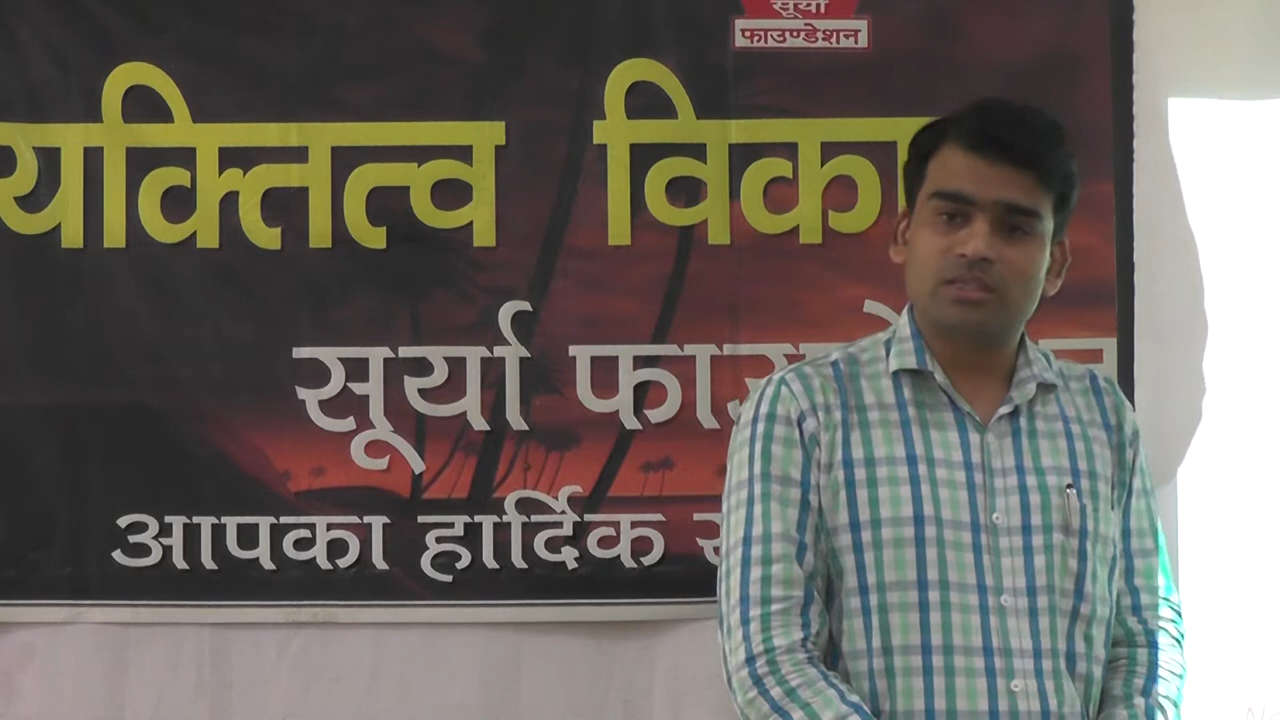 सूर्या
फाउण्डेशन
यक्तित्व विका
सूर्या फाउ
आपका हार्दिक